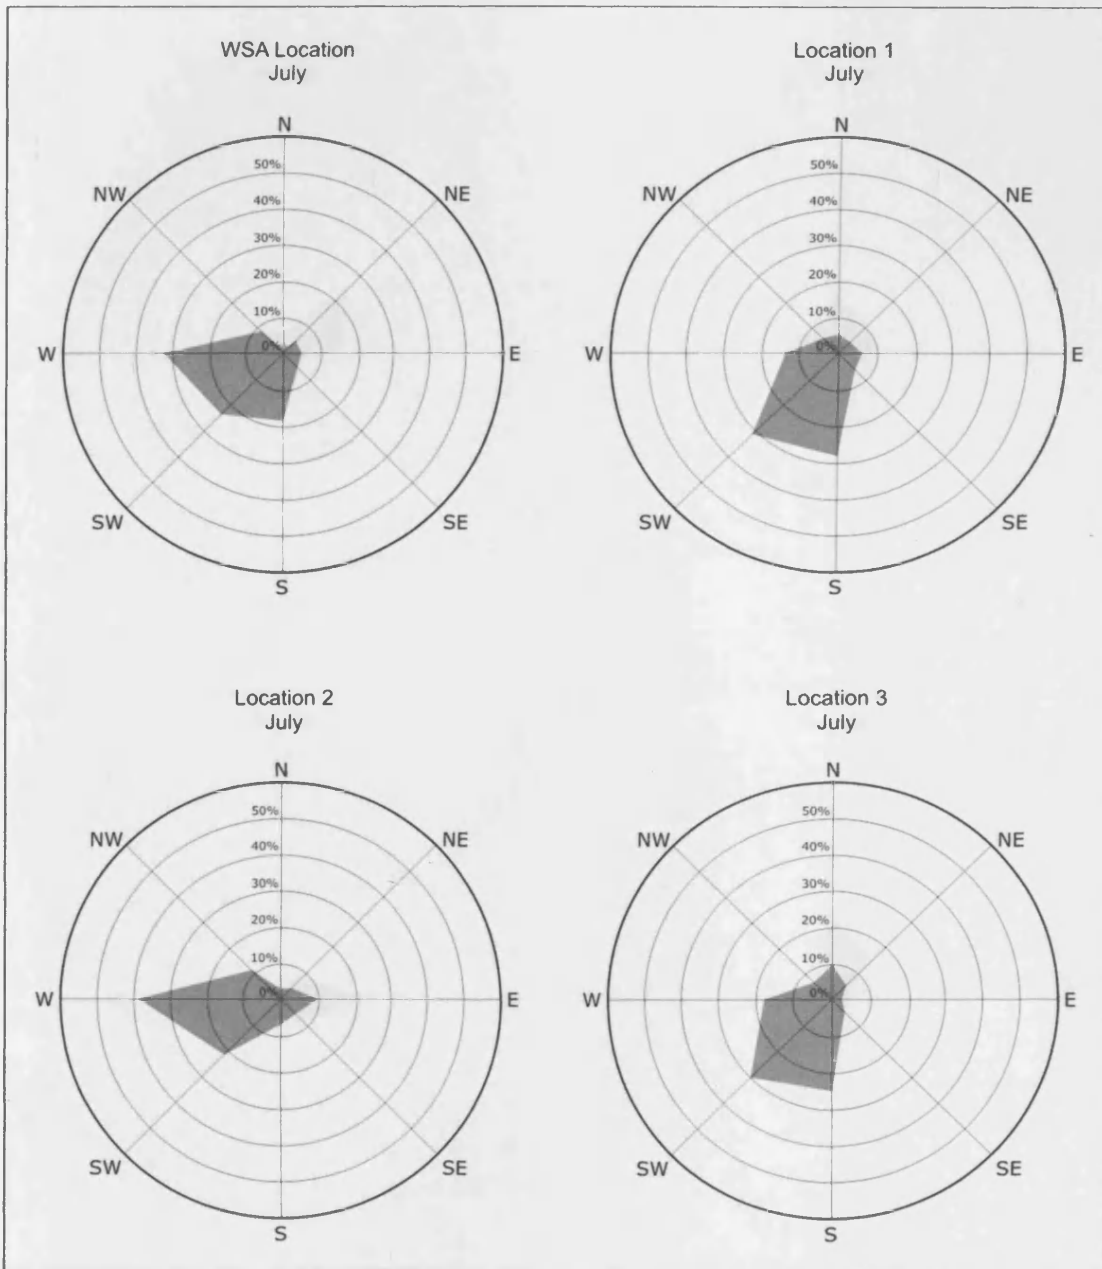 WSA Location
July
N
NE
E
SE
S
SW
W
NW
50%
40%
30%
20%
10%
0%
Location 1
July
N
NE
E
SE
S
SW
W
NW
50%
40%
30%
20%
10%
0%
Location 2
July
N
NE
E
SE
S
SW
W
NW
50%
40%
30%
20%
10%
0%
Location 3
July
N
NE
E
SE
S
SW
W
NW
50%
40%
30%
20%
10%
0%